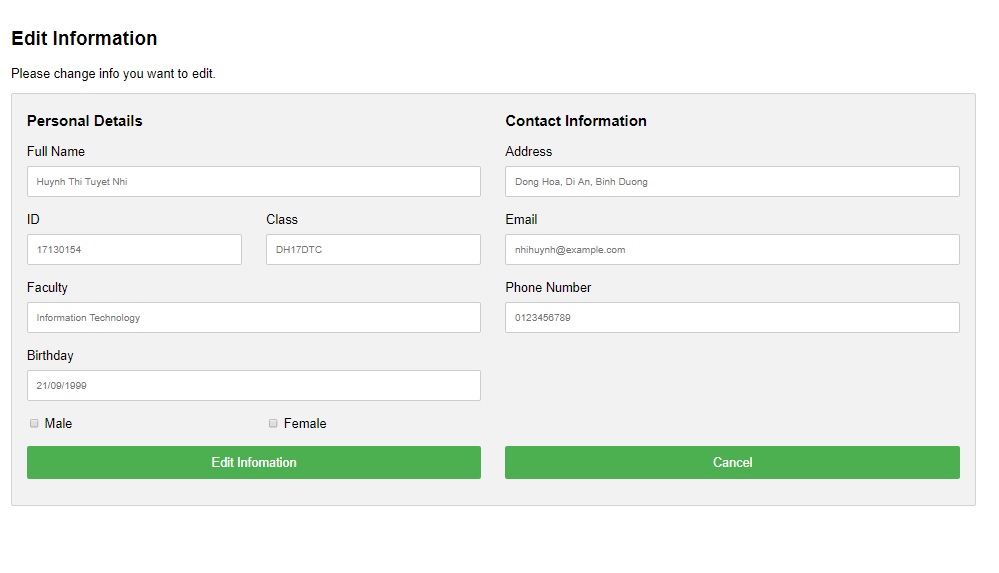 Edit Information
Please change info you want to edit.
Personal Details
Full Name
Huynh Thi Tuyet Nhi
ID
Class
17130154
DH17DTC
Faculty
Information Technology
Birthday
21/09/1999
Male
Female
Edit Infomation
Contact Information
Address
Dong Hoa, Di An, Binh Duong
Email
nhihuynh@example.com
Phone Number
0123456789
Cancel